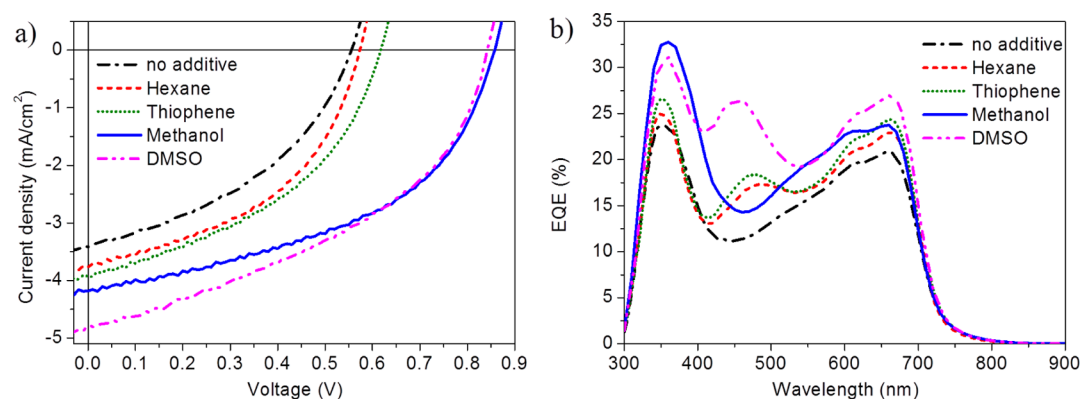 a)
0
-1
-2
-3
-4
-5
Current density (mA/cm²)
no additive
Hexane
Thiophene
Methanol
DMSO
0.0 0.1 0.2 0.3 0.4 0.5 0.6 0.7 0.8 0.9
Voltage (V)
b)
35
30
25
20
15
10
5
0
EQE (%)
no additive
Hexane
Thiophene
Methanol
DMSO
300 400 500 600 700 800 900
Wavelength (nm)